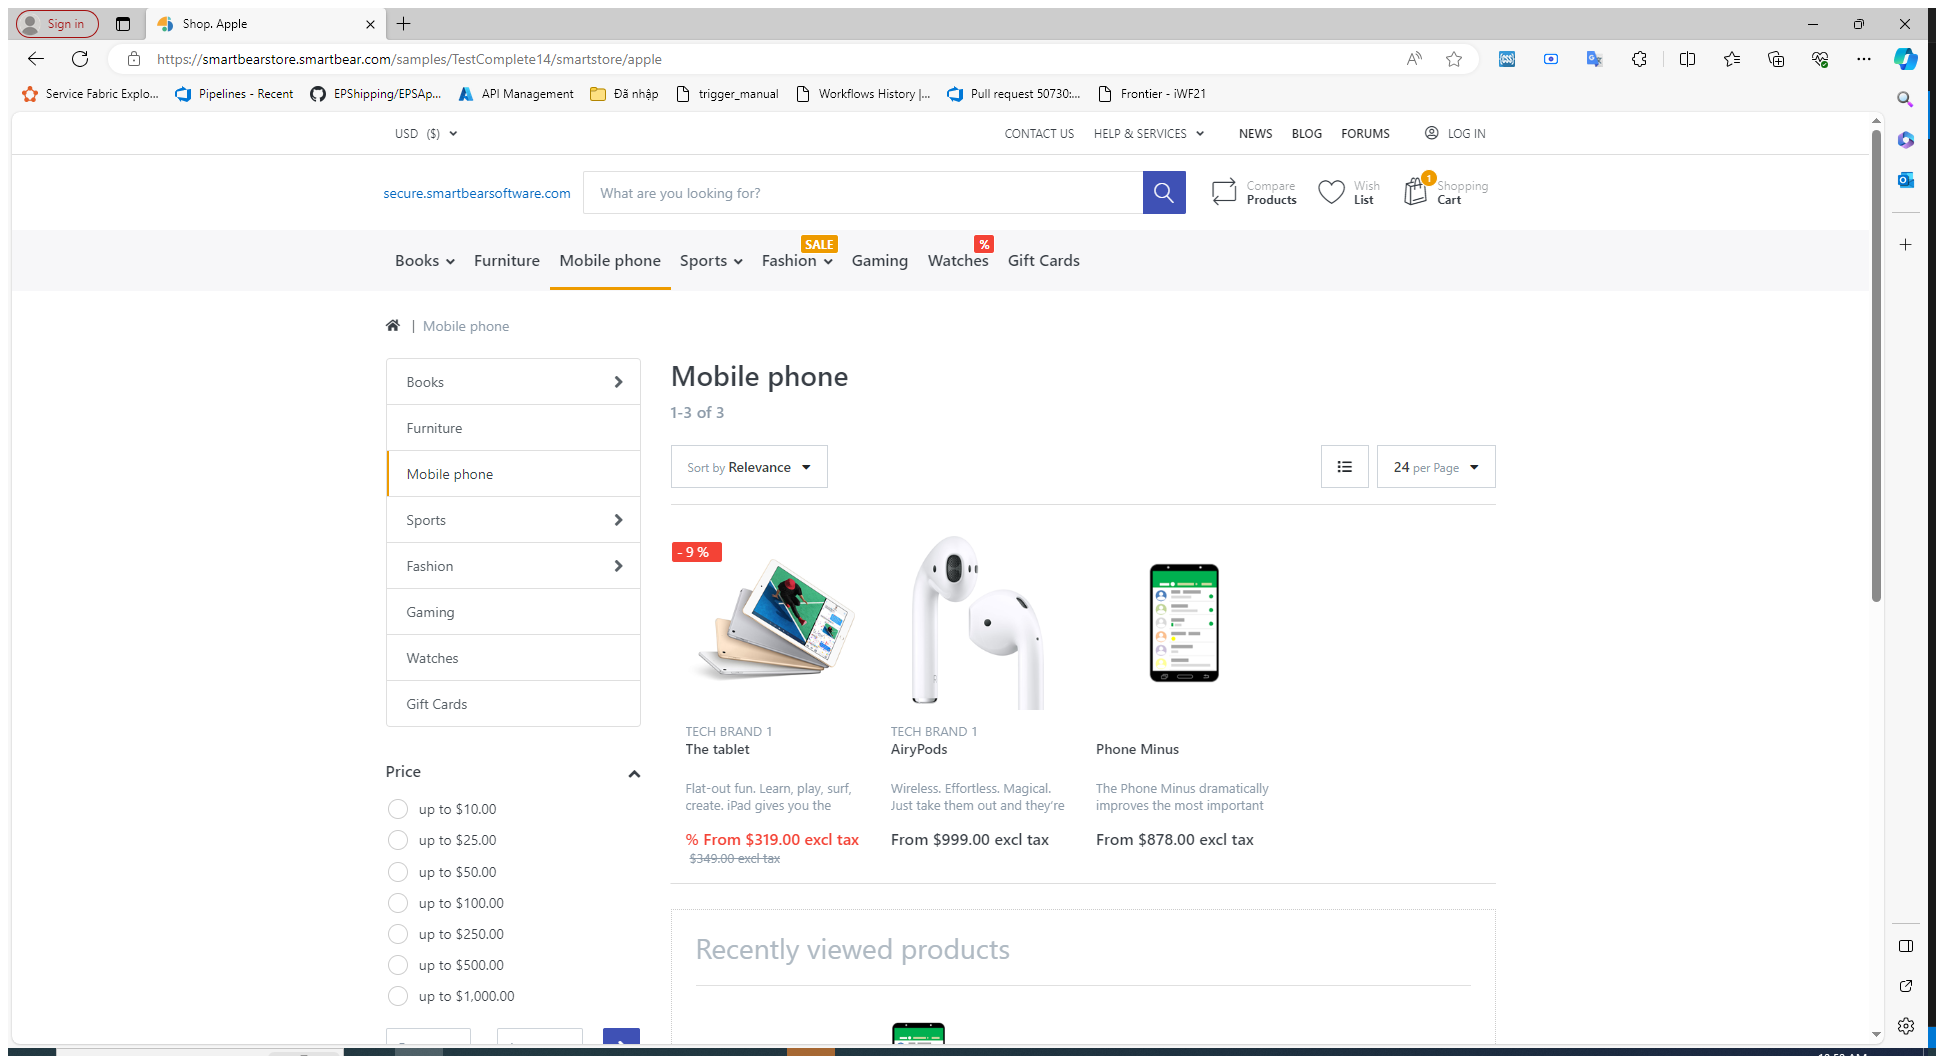 Sign in
Shop. Apple
https://smartbearstore.smartbear.com/samples/TestComplete14/smartstore/apple
Service Fabric Explo...
Pipelines - Recent
EPShipping/EPSAp...
API Management
Đã nhập
trigger_manual
Workflows History |...
Pull request 50730:...
Frontier - iWF21
USD ($)
CONTACT US
HELP & SERVICES
NEWS
BLOG
FORUMS
LOG IN
secure.smartbearsoftware.com
What are you looking for?
Compare
Products
Wish
List
1
Shopping
Cart
SALE
%
Books
Furniture
Mobile phone
Sports
Fashion
Gaming
Watches
Gift Cards
| Mobile phone
Books
Furniture
Mobile phone
Sports
Fashion
Gaming
Watches
Gift Cards
Price
up to $10.00
up to $25.00
up to $50.00
up to $100.00
up to $250.00
up to $500.00
up to $1,000.00
Mobile phone
1-3 of 3
Sort by Relevance
24 per Page
- 9 %
TECH BRAND 1
The tablet
Flat-out fun. Learn, play, surf,
create. iPad gives you the
% From $319.00 excl tax
$349.00 excl tax
TECH BRAND 1
AiryPods
Wireless. Effortless. Magical.
Just take them out and they're
From $999.00 excl tax
Phone Minus
The Phone Minus dramatically
improves the most important
From $878.00 excl tax
Recently viewed products